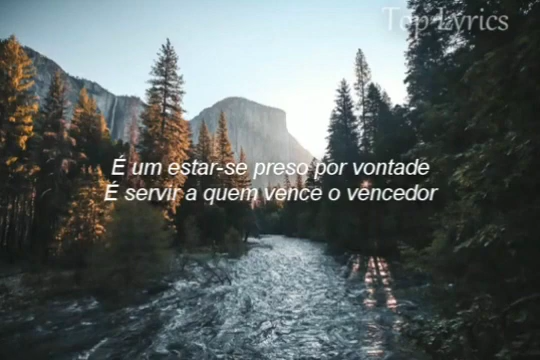 Top Lyrics
É um estar-se preso por vontade
É servir a quem vence o vencedor